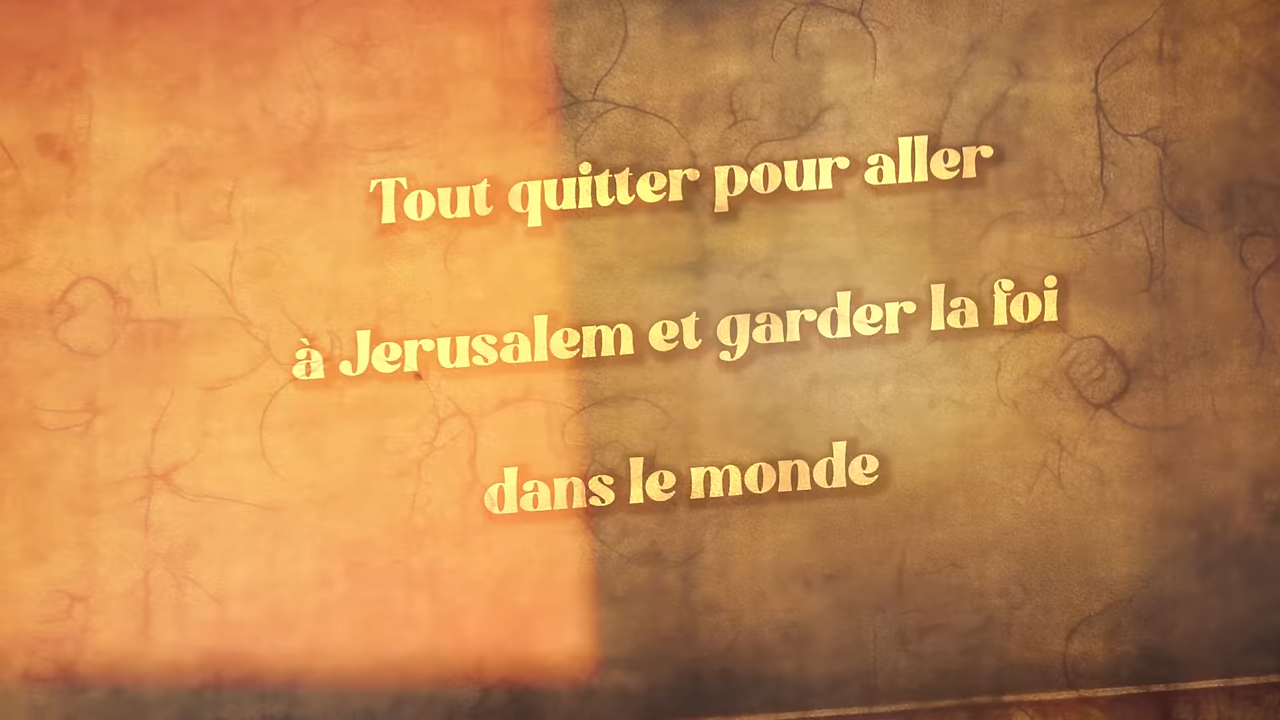 Tout quitter pour aller
à Jerusalem et garder la foi
dans le monde